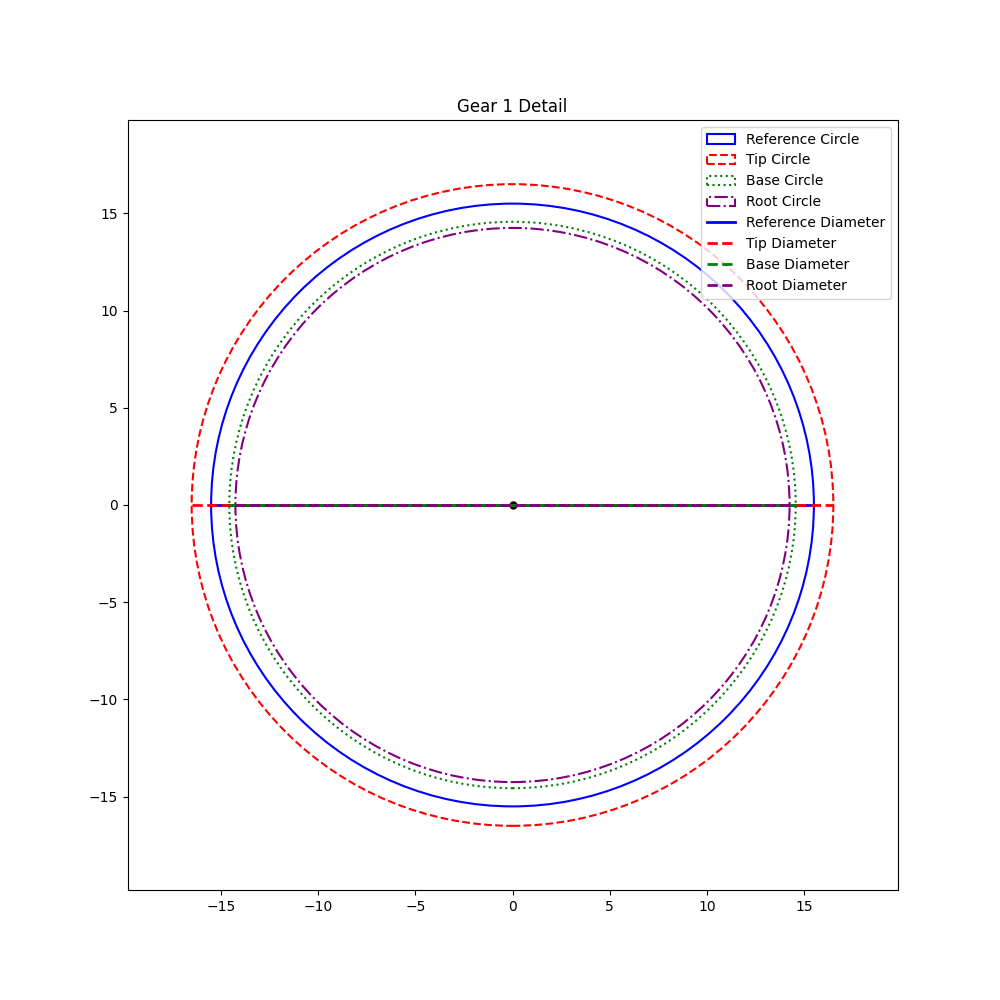 Gear 1 Detail
Reference Circle
Tip Circle
Base Circle
Root Circle
Reference Diameter
Tip Diameter
Base Diameter
Root Diameter
15
10
5
0
−5
−10
−15
−15 −10 −5 0 5 10 15